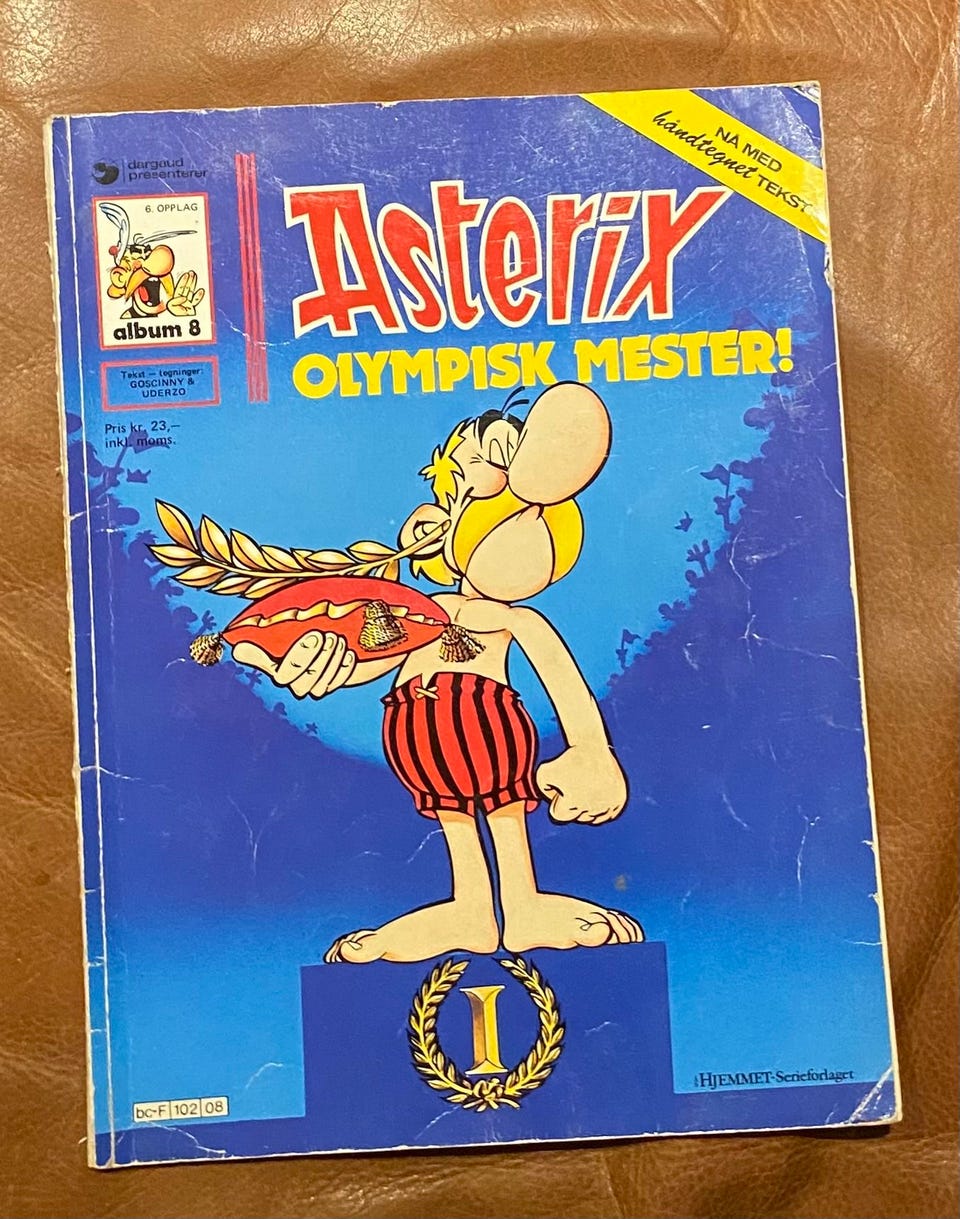 dargaud
presenterer
6. OPPLAG
album 8
Tekst – tegninger:
GOSCINNY &
UDERZO
Pris kr. 23,–
inkl. moms.
NÅ MED
håndtegnet TEKST
Asterix
OLYMPISK MESTER!
I
HJEMMET-Serieforlaget
bc-F 102 08